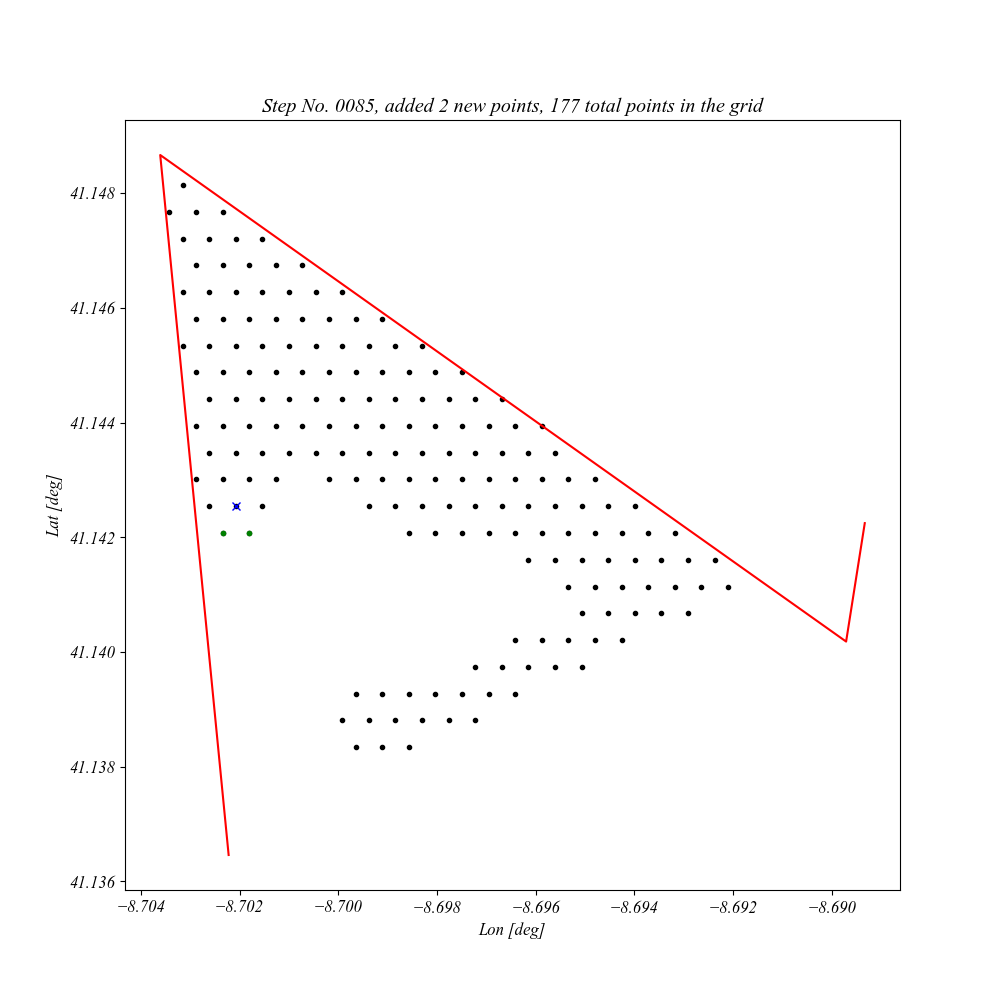 Step No. 0085, added 2 new points, 177 total points in the grid
41.148
41.146
41.144
41.142
41.140
41.138
41.136
Lat [deg]
−8.704 −8.702 −8.700 −8.698 −8.696 −8.694 −8.692 −8.690
Lon [deg]